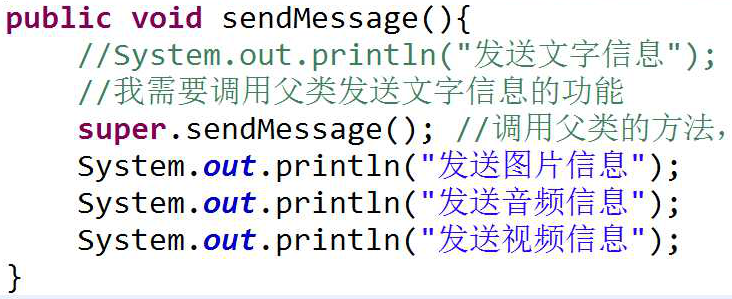 public void sendMessage(){
//System.out.println("发送文字信息");
//我需要调用父类发送文字信息的功能
super.sendMessage(); //调用父类的方法，
System.out.println("发送图片信息");
System.out.println("发送音频信息");
System.out.println("发送视频信息");
}